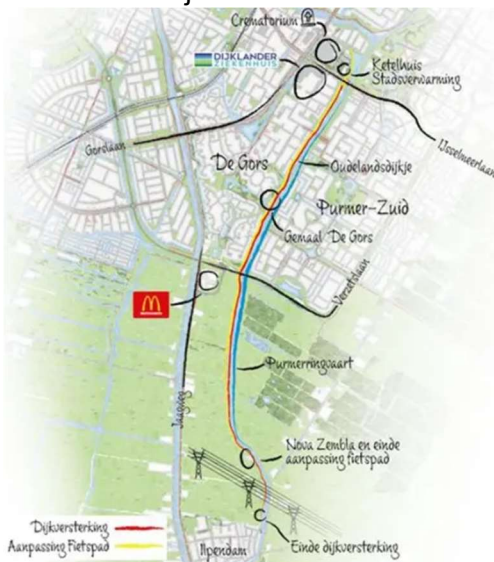 Crematorium
DIJKLANDER
ZIEKENHUIS
Ketelhuis
Stadsverwarming
Gorslaan
IJsselmeerlaan
De Gors
Oudelandsdijkje
Purmer-Zuid
Gemaal De Gors
Verzetslaan
Purmerringvaart
Jaagweg
Nova Zembla en einde
aanpassing fietspad
Dijkversterking
Aanpassing Fietspad
Ilpendam
Einde dijkversterking